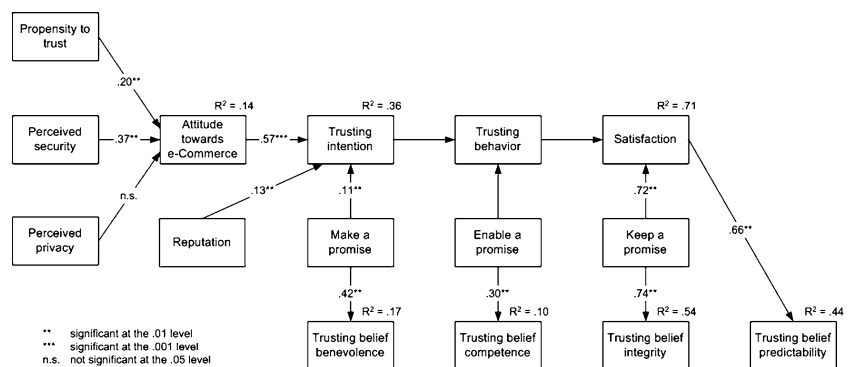 Propensity to
trust
.20**
R² = .14
R² = .36
R² = .71
Perceived
security
.37**
Attitude
towards
e-Commerce
.57***
Trusting
intention
Trusting
behavior
Satisfaction
n.s.
.13**
.11**
.72**
.66**
Perceived
privacy
Reputation
Make a
promise
Enable a
promise
Keep a
promise
.42**
.30**
.74**
R² = .17
R² = .10
R² = .54
R² = .44
Trusting belief
benevolence
Trusting belief
competence
Trusting belief
integrity
Trusting belief
predictability
** significant at the .01 level
*** significant at the .001 level
n.s. not significant at the .05 level